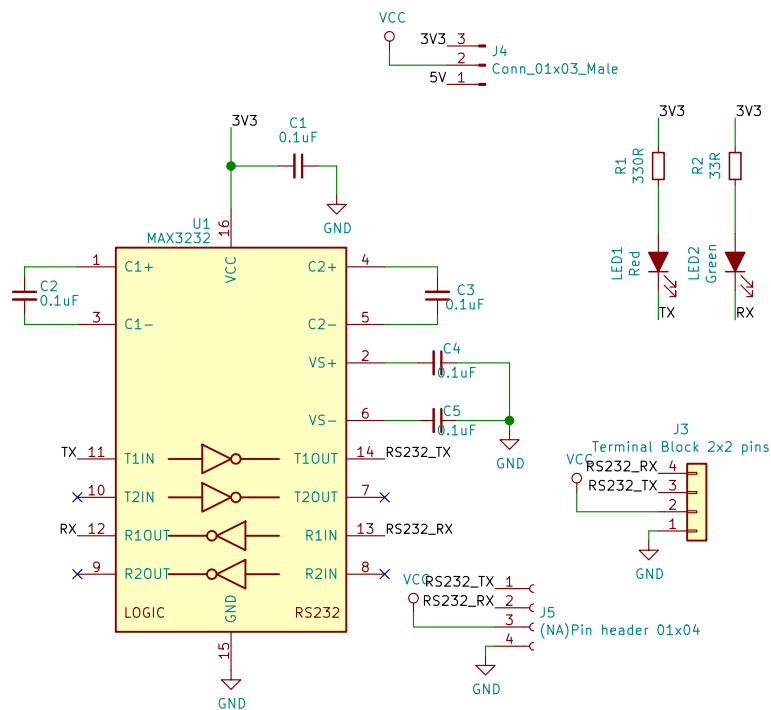 VCC
3V3 3 J4
2 Conn_01x03_Male
5V 1
3V3
C1
0.1uF
GND
3V3 3V3
R1 330R
R2 33R
LED1 Red
LED2 Green
TX RX
U1
MAX3232
16
VCC
1 C1+
C2+ 4
C2
0.1uF
C3
0.1uF
3 C1-
C2- 5
VS+ 2
C4
0.1uF
VS- 6
C5
0.1uF
GND
TX 11 T1IN
T1OUT 14 RS232_TX
10 T2IN
T2OUT 7
RX 12 R1OUT
R1IN 13 RS232_RX
9 R2OUT
R2IN 8
LOGIC GND RS232
15
GND
J3
Terminal Block 2x2 pins
VCC
RS232_RX 4
RS232_TX 3
2
1
GND
VCC
RS232_TX 1
RS232_RX 2
J5
3 (NA)Pin header 01x04
4
GND